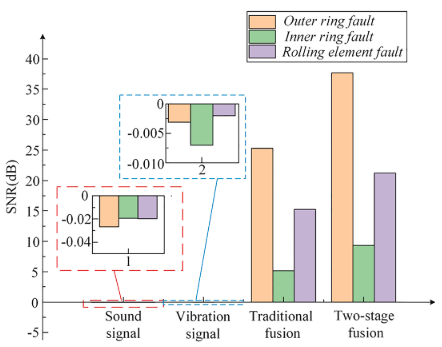 Outer ring fault
Inner ring fault
Rolling element fault
SNR(dB)
40
35
30
25
20
15
10
5
0
-5
0
-0.005
-0.010
2
0
-0.02
-0.04
1
Sound signal
Vibration signal
Traditional fusion
Two-stage fusion